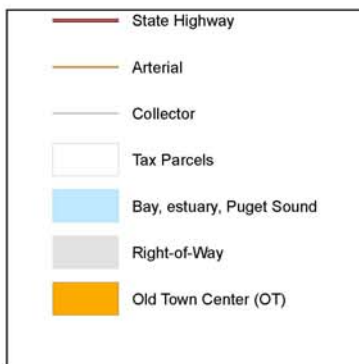 State Highway
Arterial
Collector
Tax Parcels
Bay, estuary, Puget Sound
Right-of-Way
Old Town Center (OT)